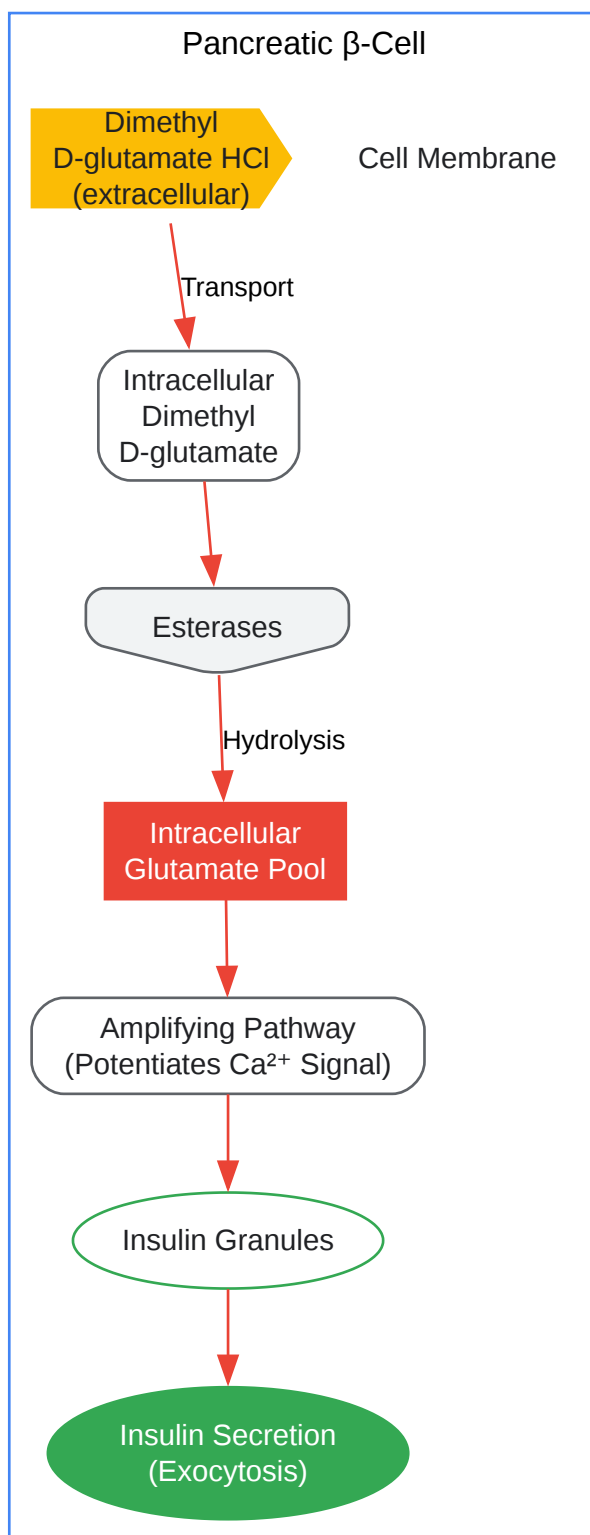 Pancreatic β-Cell
Dimethyl
D-glutamate HCl
(extracellular)
Cell Membrane
Transport
Intracellular
Dimethyl
D-glutamate
Esterases
Hydrolysis
Intracellular
Glutamate Pool
Amplifying Pathway
(Potentiates Ca²⁺ Signal)
Insulin Granules
Insulin Secretion
(Exocytosis)